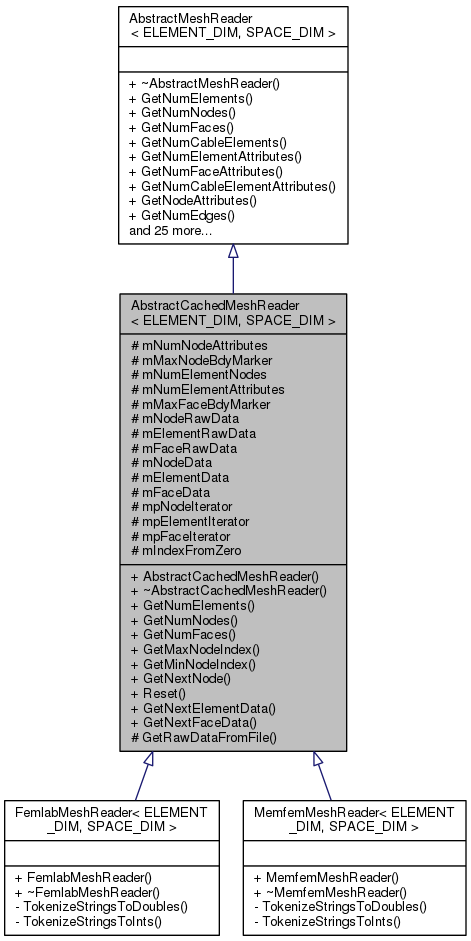 AbstractMeshReader
< ELEMENT_DIM, SPACE_DIM >
+ ~AbstractMeshReader()
+ GetNumElements()
+ GetNumNodes()
+ GetNumFaces()
+ GetNumCableElements()
+ GetNumElementAttributes()
+ GetNumFaceAttributes()
+ GetNumCableElementAttributes()
+ GetNodeAttributes()
+ GetNumEdges()
and 25 more...
AbstractCachedMeshReader
< ELEMENT_DIM, SPACE_DIM >
# mNumNodeAttributes
# mMaxNodeBdyMarker
# mNumElementNodes
# mNumElementAttributes
# mMaxFaceBdyMarker
# mNodeRawData
# mElementRawData
# mFaceRawData
# mNodeData
# mElementData
# mFaceData
# mpNodeIterator
# mpElementIterator
# mpFaceIterator
# mIndexFromZero
+ AbstractCachedMeshReader()
+ ~AbstractCachedMeshReader()
+ GetNumElements()
+ GetNumNodes()
+ GetNumFaces()
+ GetMaxNodeIndex()
+ GetMinNodeIndex()
+ GetNextNode()
+ Reset()
+ GetNextElementData()
+ GetNextFaceData()
# GetRawDataFromFile()
FemlabMeshReader< ELEMENT
_DIM, SPACE_DIM >
+ FemlabMeshReader()
+ ~FemlabMeshReader()
- TokenizeStringsToDoubles()
- TokenizeStringsToInts()
MemfemMeshReader< ELEMENT
_DIM, SPACE_DIM >
+ MemfemMeshReader()
+ ~MemfemMeshReader()
- TokenizeStringsToDoubles()
- TokenizeStringsToInts()